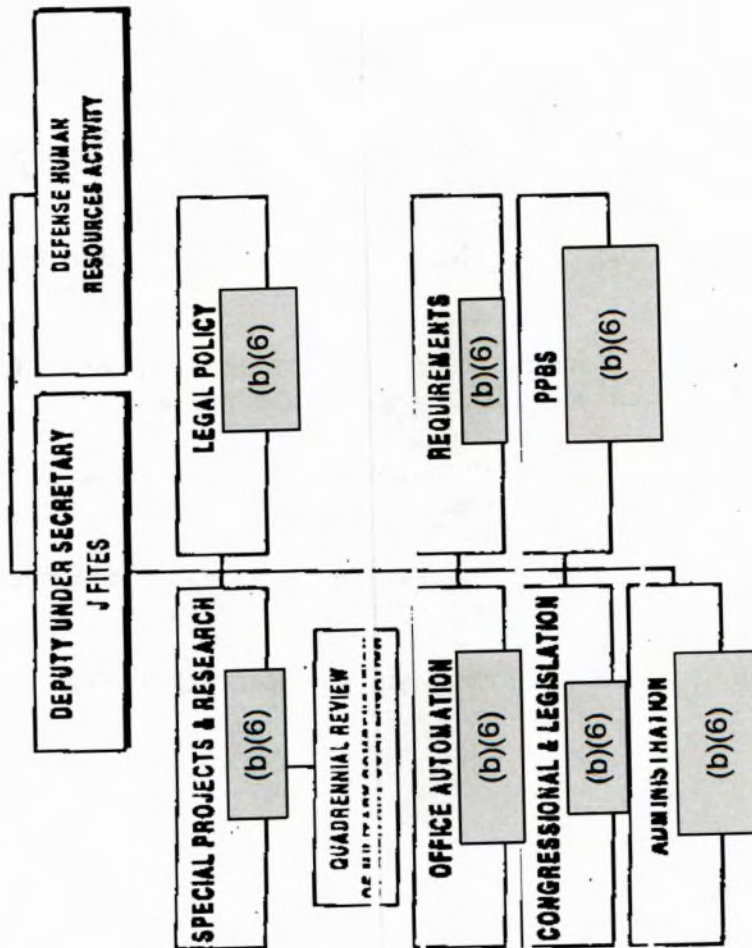 DEPUTY UNDER SECRETARY
J FITES
DEFENSE HUMAN
RESOURCES ACTIVITY
SPECIAL PROJECTS & RESEARCH
(b)(6)
LEGAL POLICY
(b)(6)
QUADRENNIAL REVIEW
OFFICE AUTOMATION
(b)(6)
REQUIREMENTS
(b)(6)
CONGRESSIONAL & LEGISLATION
(b)(6)
PPBS
(b)(6)
ADMINISTRATION
(b)(6)